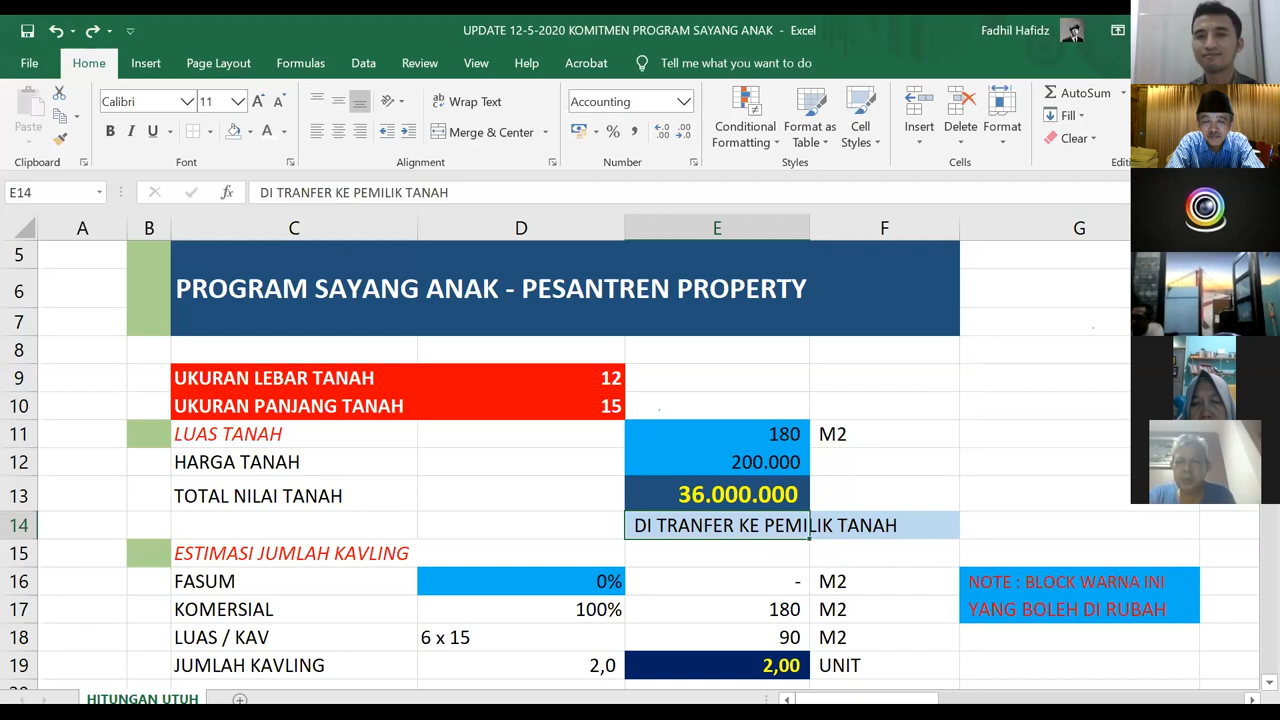 UPDATE 12-5-2020 KOMITMEN PROGRAM SAYANG ANAK - Excel
Fadhil Hafidz
File Home Insert Page Layout Formulas Data Review View Help Acrobat Tell me what you want to do
Paste
Calibri 11 A A
B I U A
Wrap Text
Merge & Center
Accounting
% ,
Conditional Formatting
Format as Table
Cell Styles
Insert Delete Format
AutoSum
Fill
Clear
Clipboard Font Alignment Number Styles Cells
E14 fx DI TRANFER KE PEMILIK TANAH
A B C D E F G
5
6 PROGRAM SAYANG ANAK - PESANTREN PROPERTY
7
8
9 UKURAN LEBAR TANAH 12
10 UKURAN PANJANG TANAH 15
11 LUAS TANAH 180 M2
12 HARGA TANAH 200.000
13 TOTAL NILAI TANAH 36.000.000
14 DI TRANFER KE PEMILIK TANAH
15 ESTIMASI JUMLAH KAVLING
16 FASUM 0% - M2 NOTE : BLOCK WARNA INI
17 KOMERSIAL 100% 180 M2 YANG BOLEH DI RUBAH
18 LUAS / KAV 6 x 15 90 M2
19 JUMLAH KAVLING 2,0 2,00 UNIT
HITUNGAN UTUH